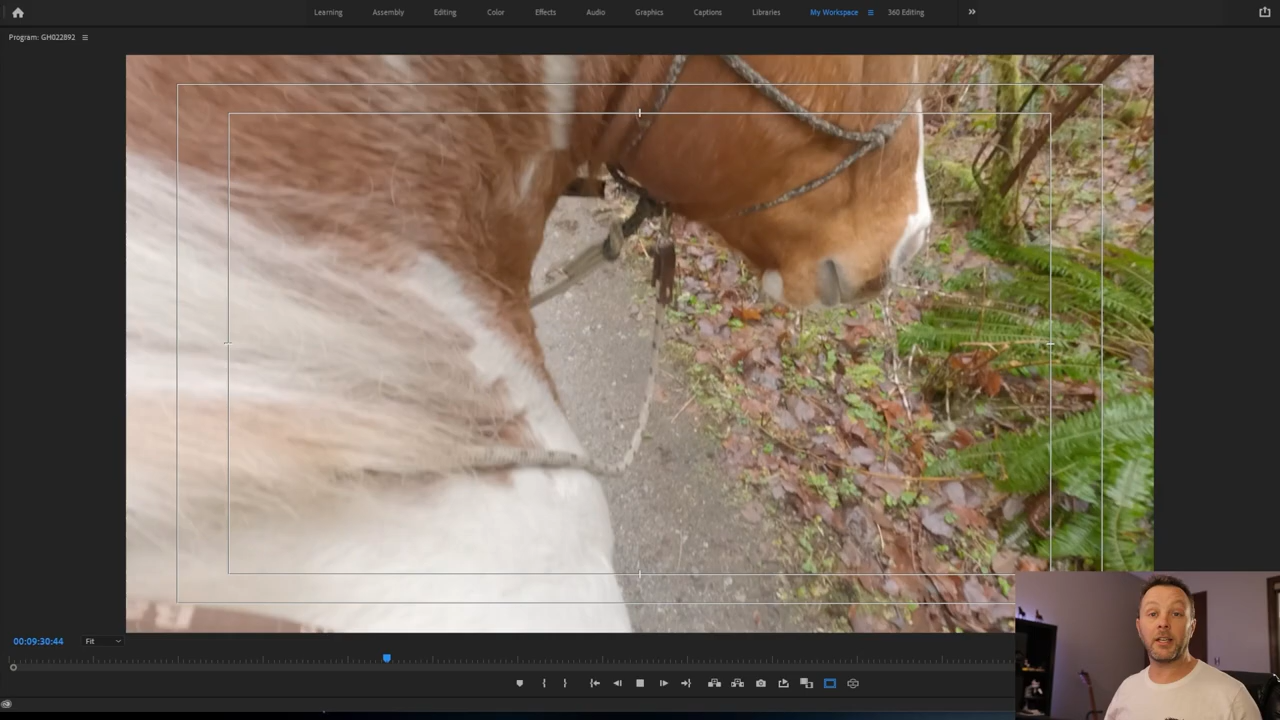 Learning Assembly Editing Color Effects Audio Graphics Captions Libraries My Workspace 360 Editing
Program: GH022892
00:09:30:44 Fit